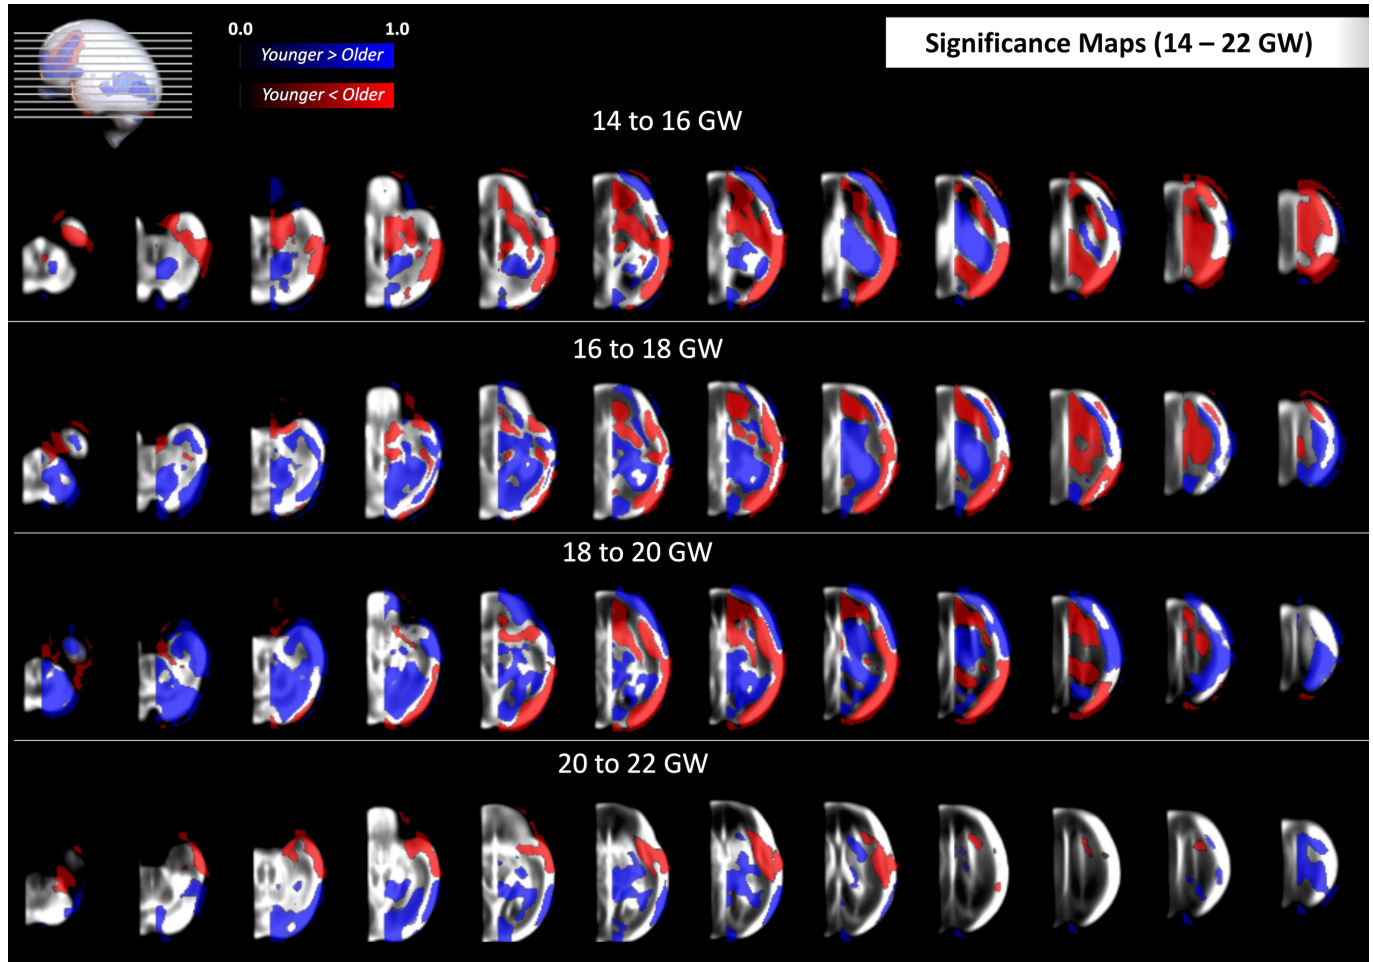 0.0 1.0
Younger > Older
Younger < Older
Significance Maps (14 – 22 GW)
14 to 16 GW
16 to 18 GW
18 to 20 GW
20 to 22 GW